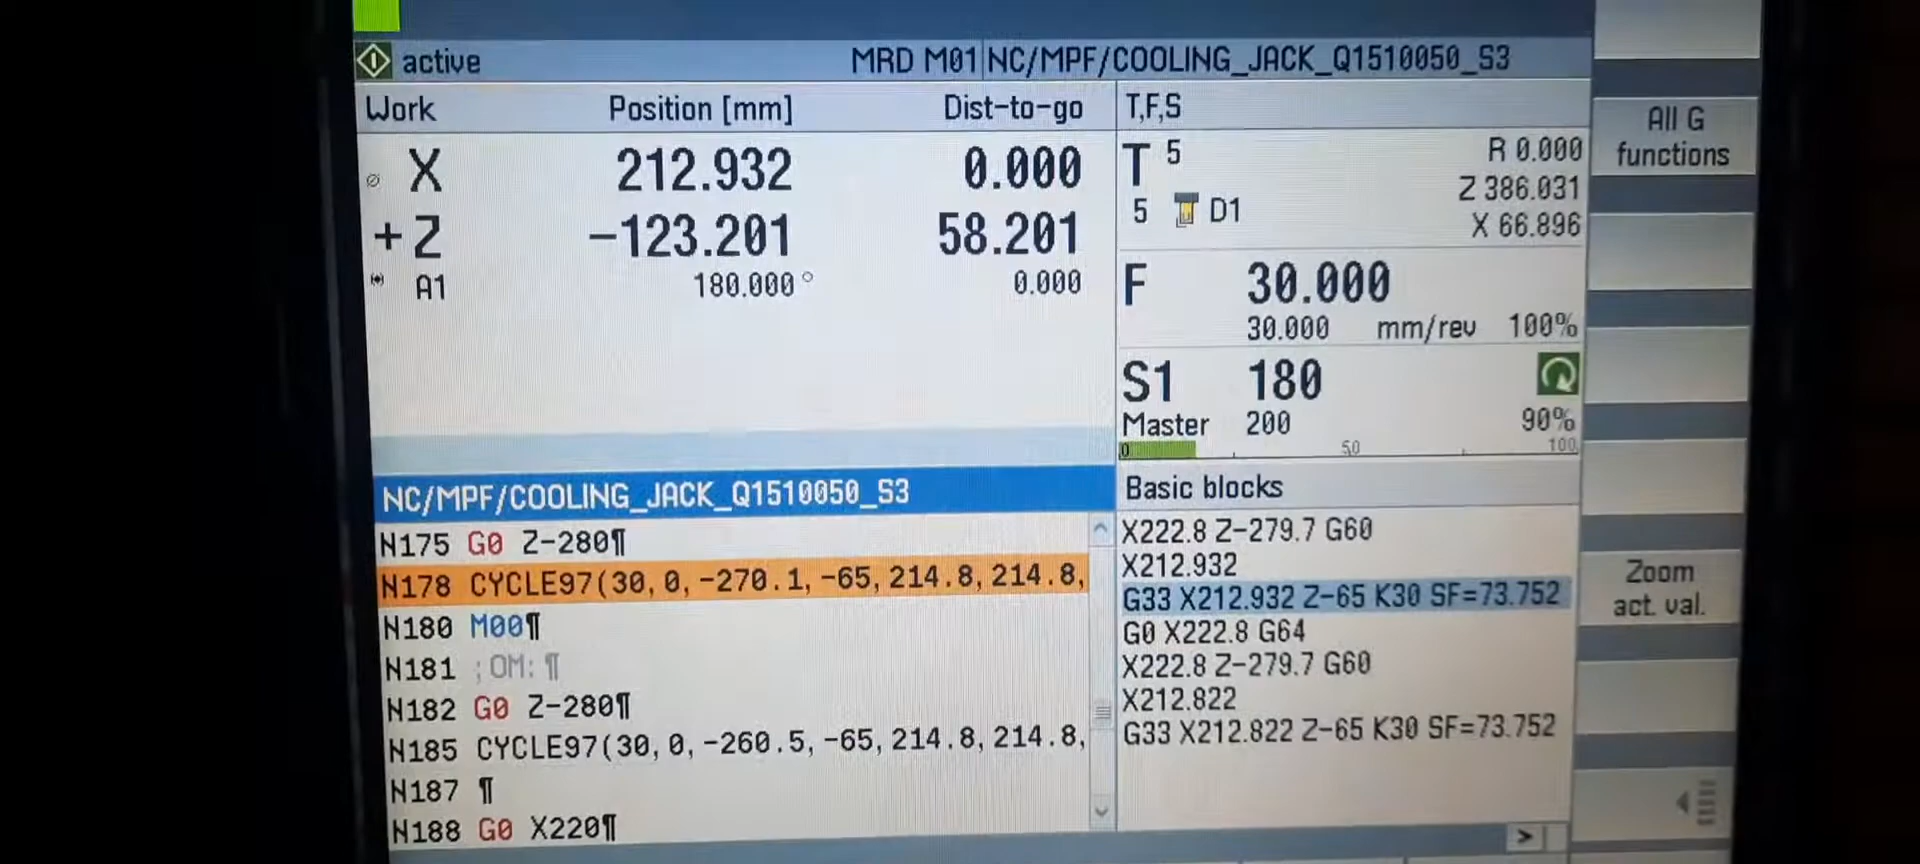 active MRD M01 NC/MPF/COOLING_JACK_Q1510050_S3
Work Position [mm] Dist-to-go
X 212.932 0.000
+ Z -123.201 58.201
A1 180.000° 0.000
T,F,S
T 5 R 0.000
Z 386.031
5 D1 X 66.896
F 30.000
30.000 mm/rev 100%
S1 180
Master 200 90%
0 50 100
NC/MPF/COOLING_JACK_Q1510050_S3
N175 G0 Z-280¶
N178 CYCLE97(30,0,-270.1,-65,214.8,214.8,
N180 M00¶
N181 ;OM: ¶
N182 G0 Z-280¶
N185 CYCLE97(30,0,-260.5,-65,214.8,214.8,
N187 ¶
N188 G0 X220¶
Basic blocks
X222.8 Z-279.7 G60
X212.932
G33 X212.932 Z-65 K30 SF=73.752
G0 X222.8 G64
X222.8 Z-279.7 G60
X212.822
G33 X212.822 Z-65 K30 SF=73.752
>
All G
functions
Zoom
act. val.